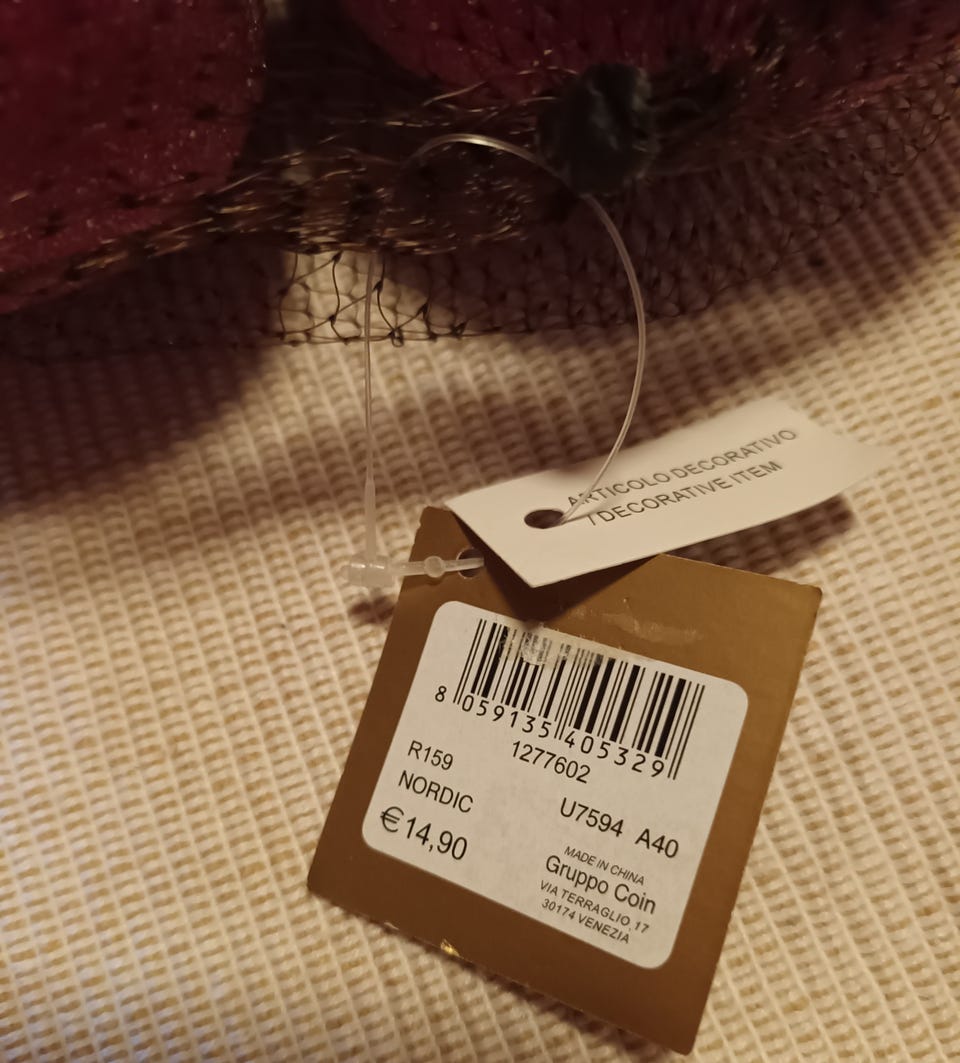 ARTICOLO DECORATIVO
/DECORATIVE ITEM
8 059135 405329
1277602
R159
NORDIC
U7594 A40
€14,90
MADE IN CHINA
Gruppo Coin
VIA TERRAGLIO,17
30174 VENEZIA